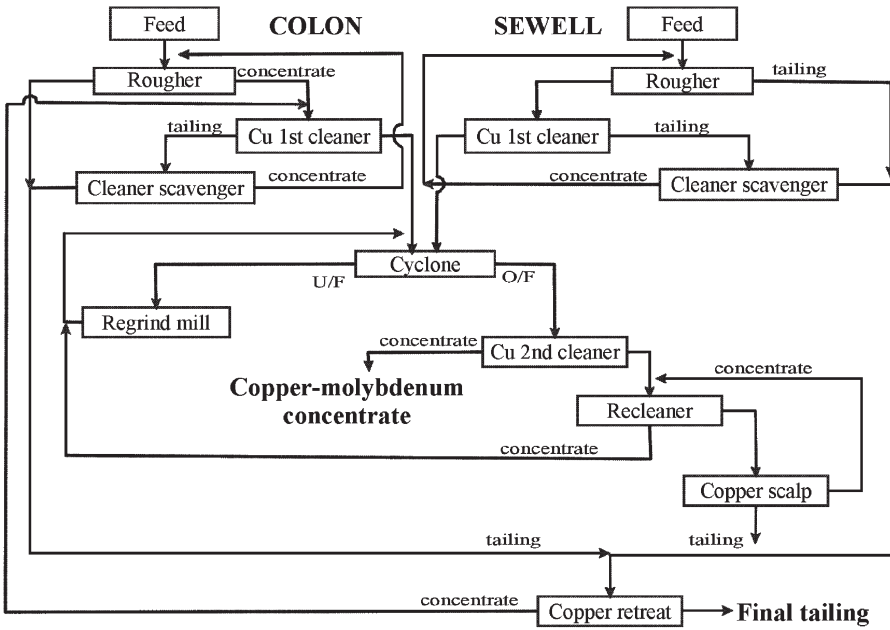 Feed
COLON
SEWELL
Feed
Rougher
concentrate
Rougher
tailing
tailing
Cu 1st cleaner
Cu 1st cleaner
tailing
Cleaner scavenger
concentrate
concentrate
Cleaner scavenger
Cyclone
U/F
O/F
Regrind mill
concentrate
Cu 2nd cleaner
concentrate
Copper-molybdenum
concentrate
Recleaner
concentrate
Copper scalp
tailing
tailing
concentrate
Copper retreat
Final tailing